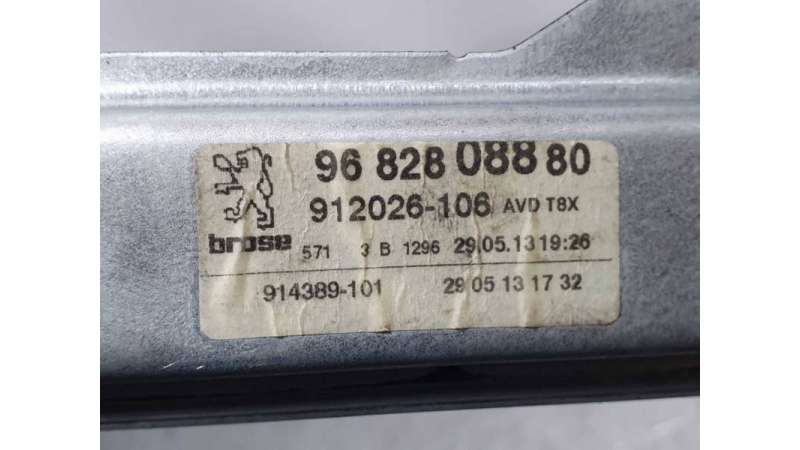 96 828 088 80
912026-106 AVD T8X
brose 571 3 B 1296 29.05.13 19:26
914389-101 29 05 13 17 32